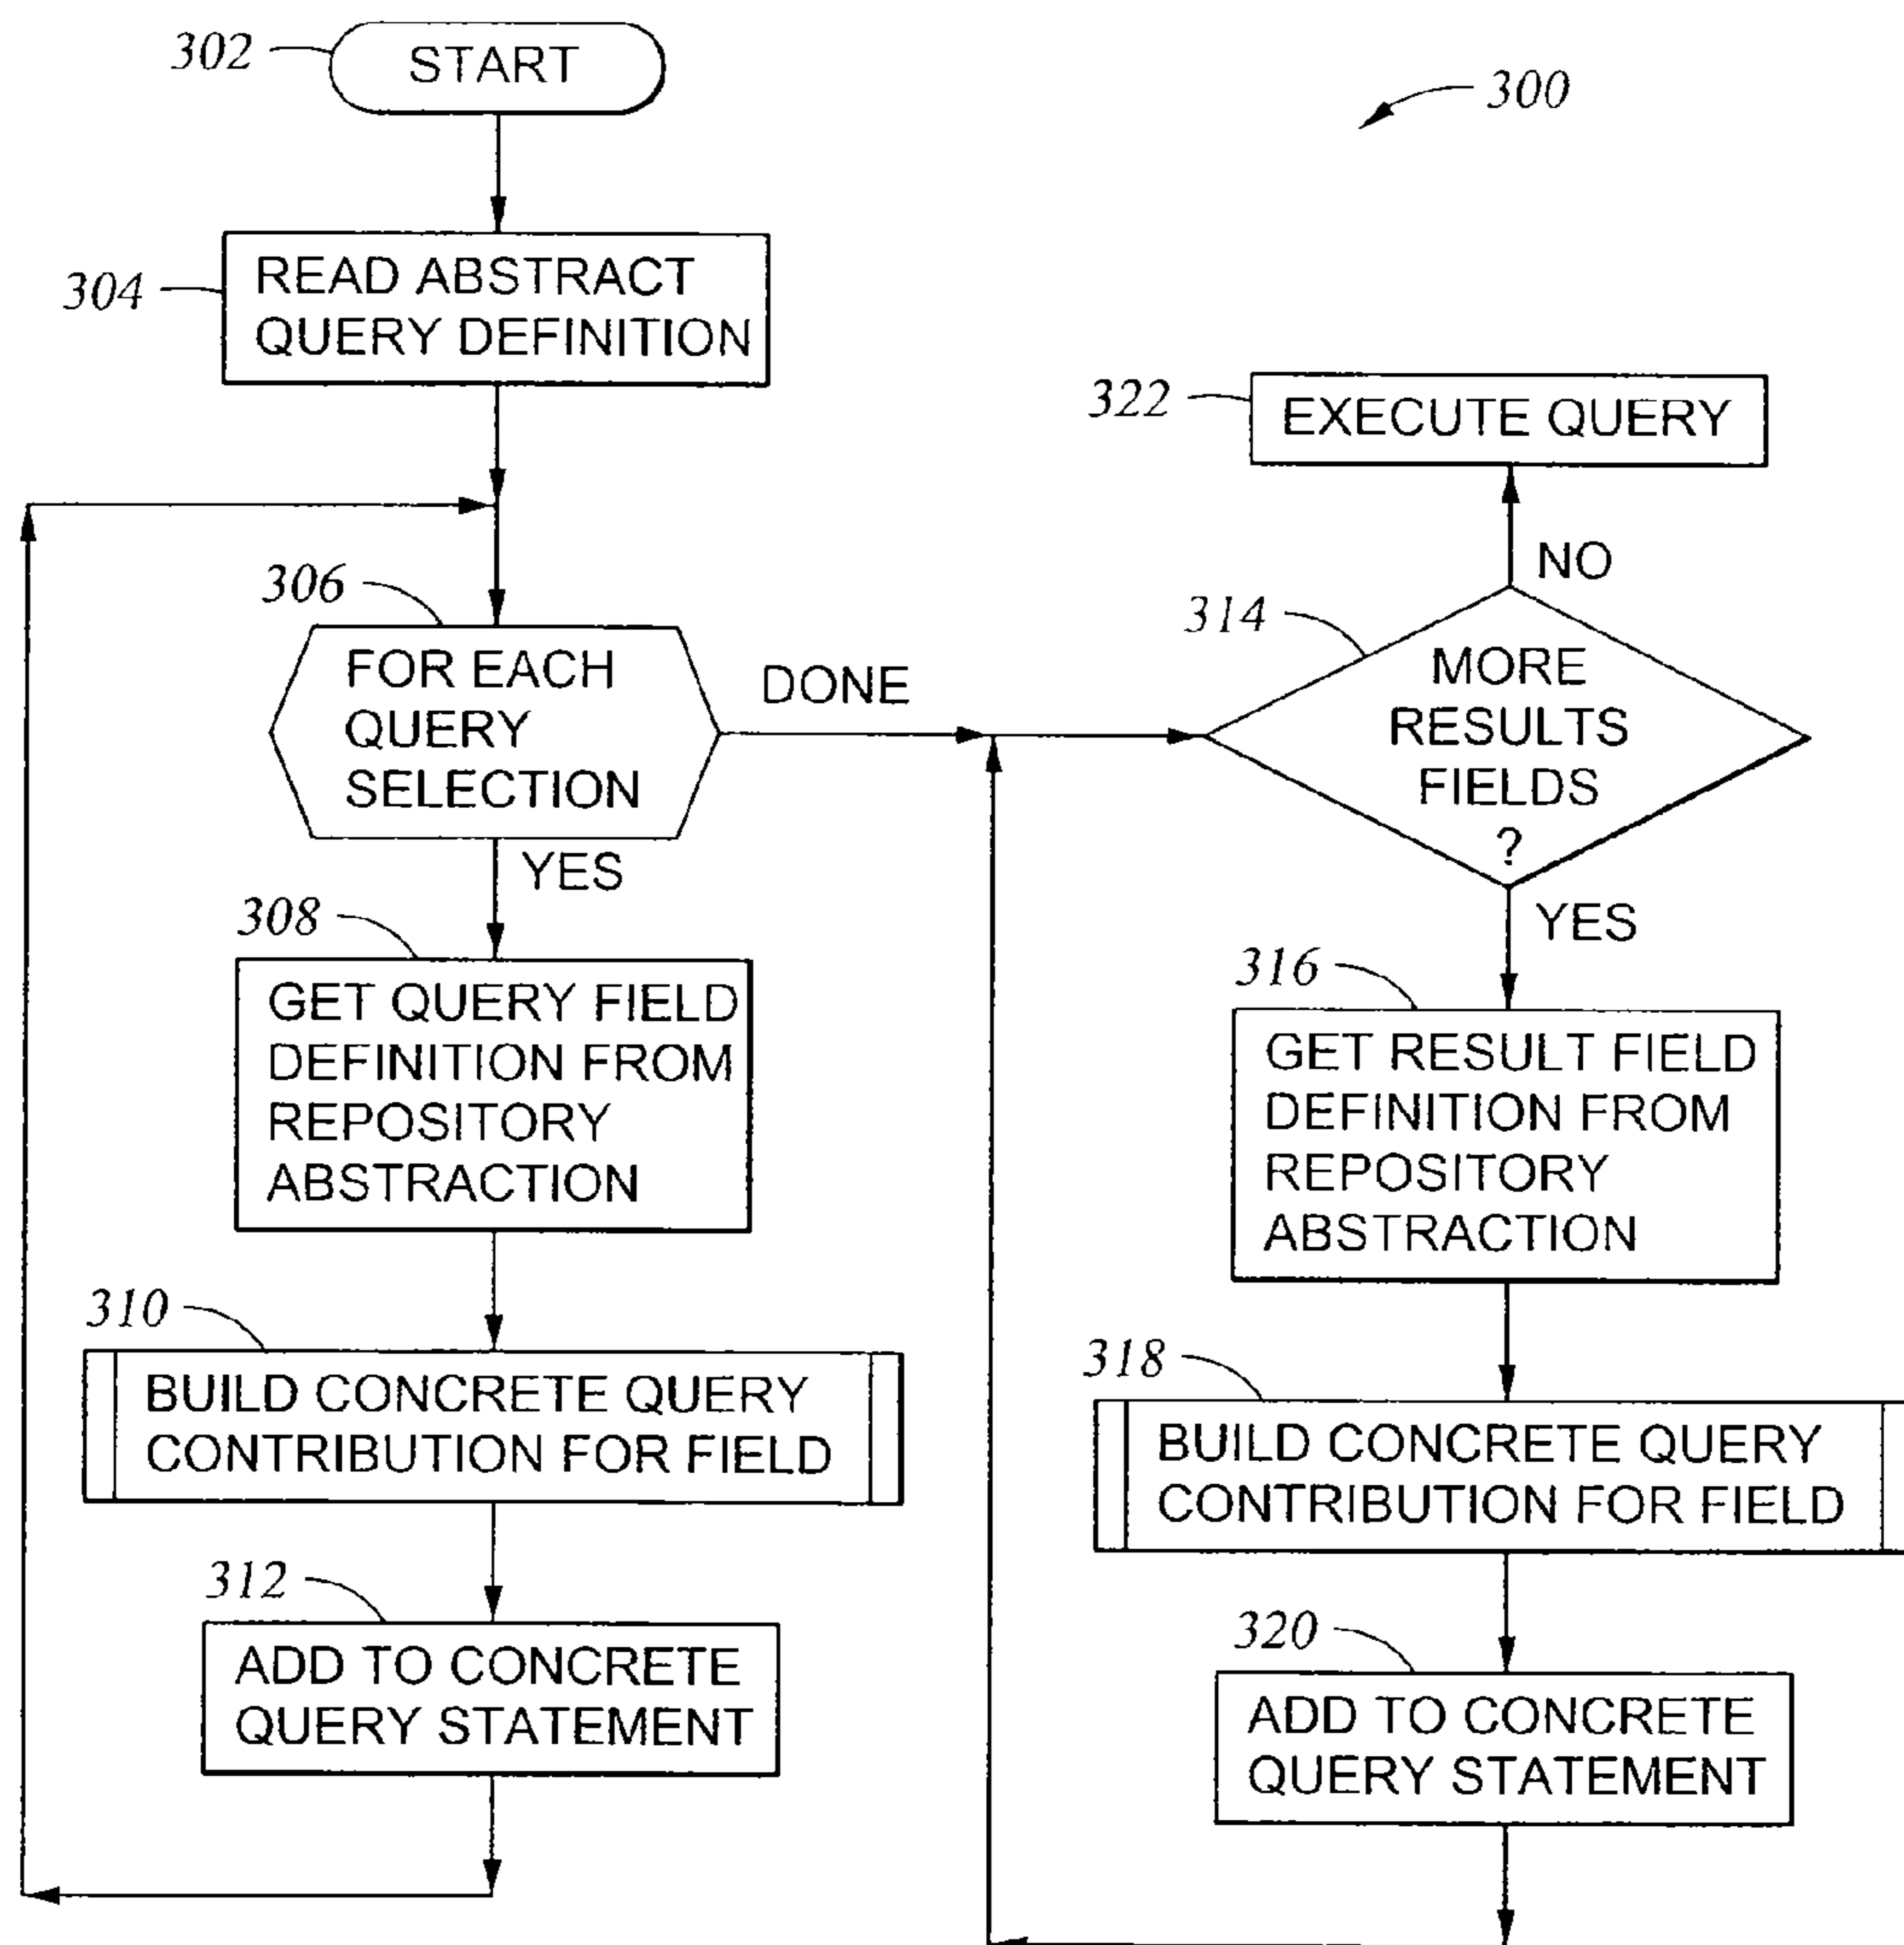 302
START
300
304
READ ABSTRACT
QUERY DEFINITION
322
EXECUTE QUERY
NO
306
FOR EACH
QUERY
SELECTION
DONE
314
MORE
RESULTS
FIELDS
?
YES
308
GET QUERY FIELD
DEFINITION FROM
REPOSITORY
ABSTRACTION
YES
316
GET RESULT FIELD
DEFINITION FROM
REPOSITORY
ABSTRACTION
310
BUILD CONCRETE QUERY
CONTRIBUTION FOR FIELD
318
BUILD CONCRETE QUERY
CONTRIBUTION FOR FIELD
312
ADD TO CONCRETE
QUERY STATEMENT
320
ADD TO CONCRETE
QUERY STATEMENT